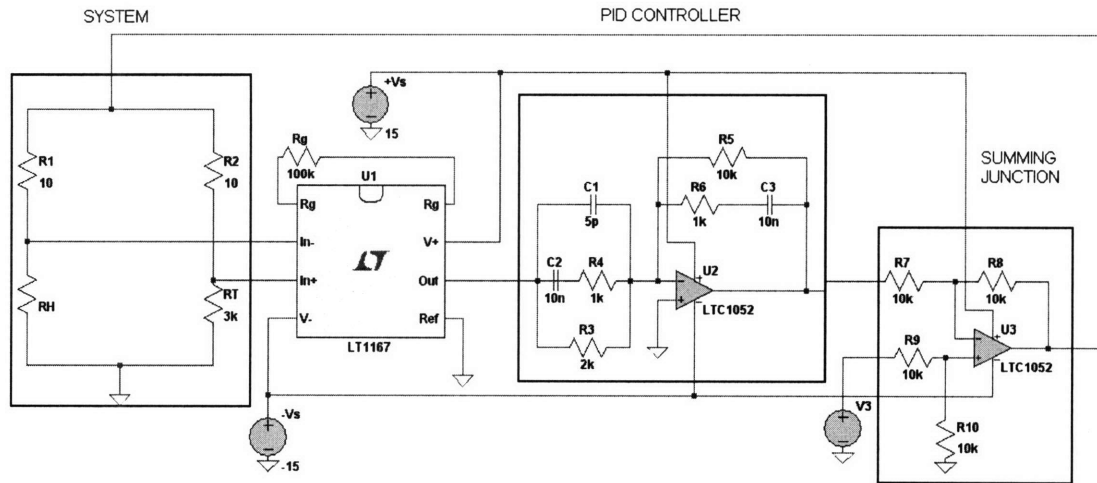 SYSTEM
PID CONTROLLER
+Vs
15
Rg
100k
U1
Rg
Rg
In-
V+
In+
Out
V-
Ref
LT
LT1167
R1
10
R2
10
RH
RT
3k
-Vs
-15
C1
5p
C2
10n
R4
1k
R3
2k
R5
10k
R6
1k
C3
10n
U2
LTC1052
SUMMING
JUNCTION
R7
10k
R8
10k
R9
10k
U3
LTC1052
V3
R10
10k